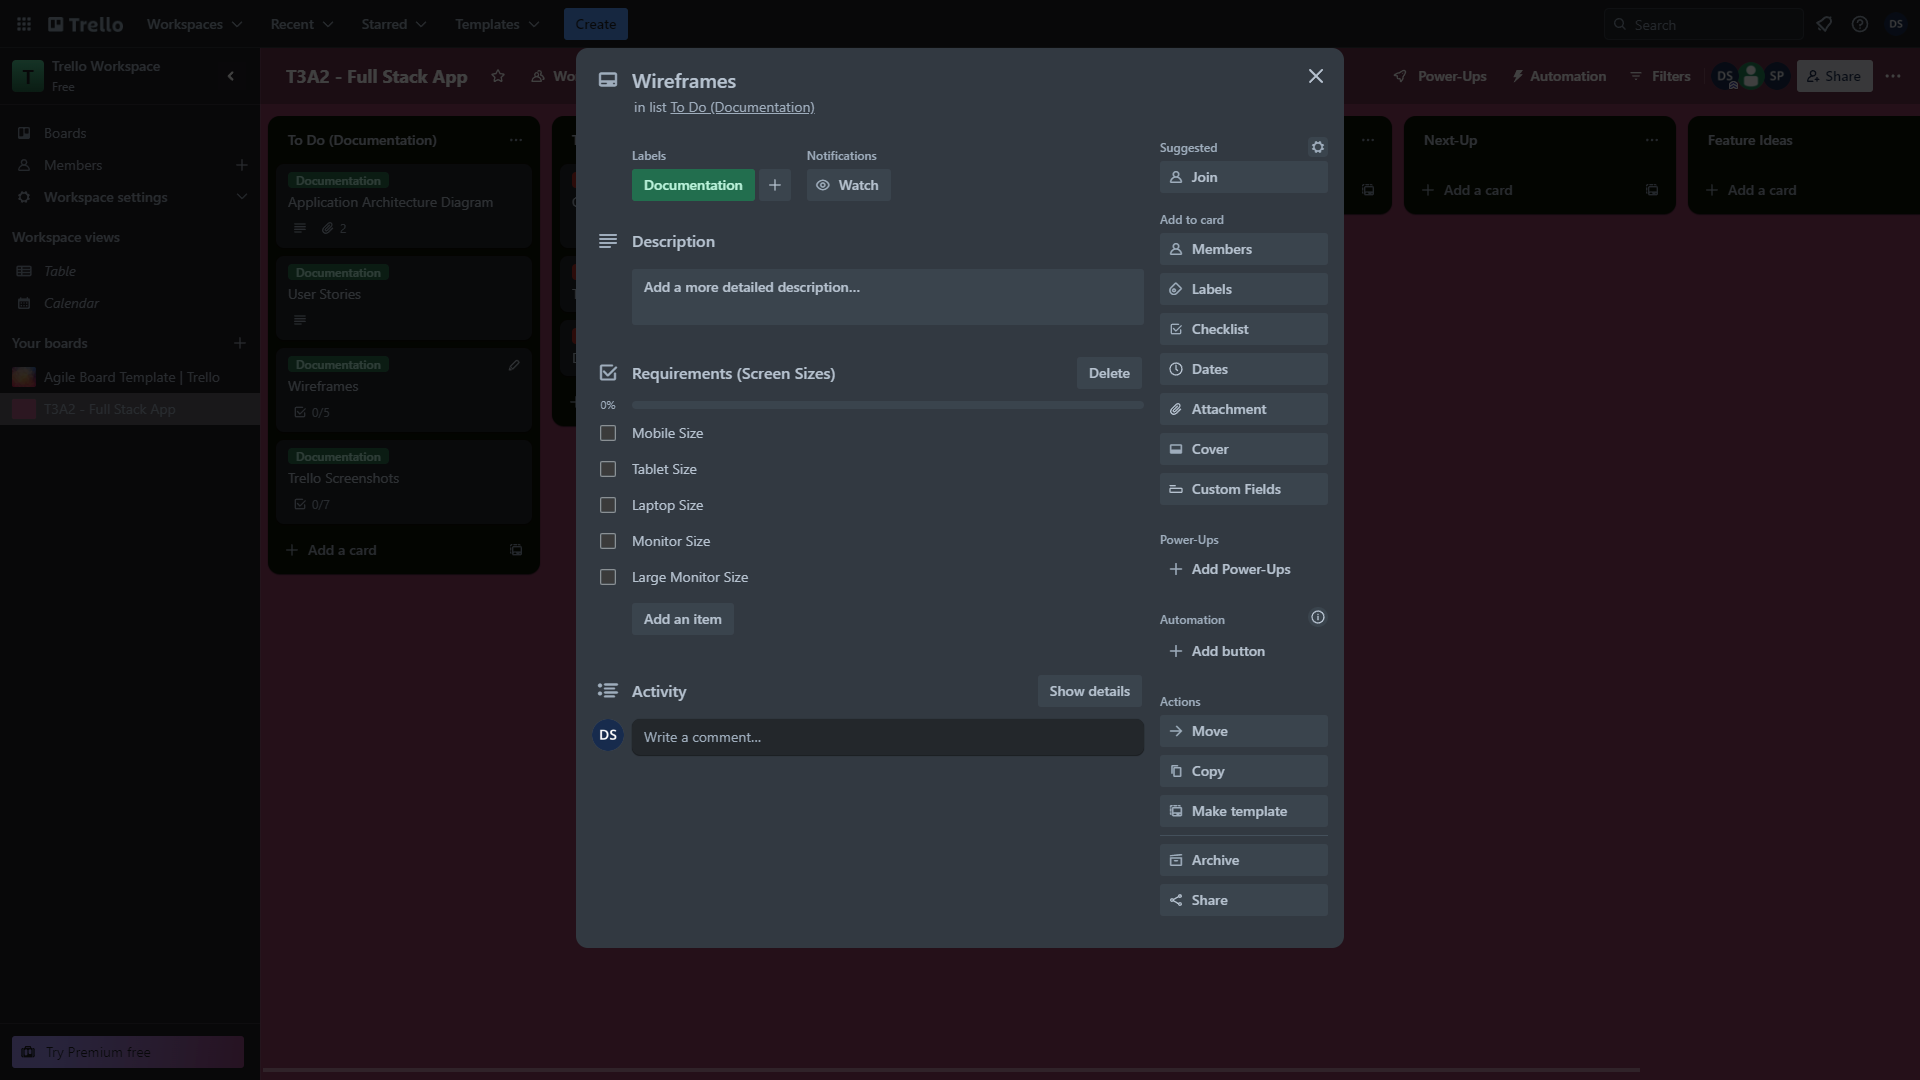 Trello
Workspaces
Recent
Starred
Templates
Create
Search
DS
T
Trello Workspace
Free
T3A2 - Full Stack App
Power-Ups
Automation
Filters
DS
SP
Share
Boards
Members
Workspace settings
Workspace views
Table
Calendar
Your boards
Agile Board Template | Trello
T3A2 - Full Stack App
Try Premium free
To Do (Documentation)
Documentation
Application Architecture Diagram
2
Documentation
User Stories
Documentation
Wireframes
0/5
Documentation
Trello Screenshots
0/7
Add a card
Wireframes
in list To Do (Documentation)
Labels
Documentation
Notifications
Watch
Description
Add a more detailed description...
Requirements (Screen Sizes)
Delete
0%
Mobile Size
Tablet Size
Laptop Size
Monitor Size
Large Monitor Size
Add an item
Activity
Show details
DS
Write a comment...
Suggested
Join
Add to card
Members
Labels
Checklist
Dates
Attachment
Cover
Custom Fields
Power-Ups
Add Power-Ups
Automation
Add button
Actions
Move
Copy
Make template
Archive
Share
Next-Up
Add a card
Feature Ideas
Add a card